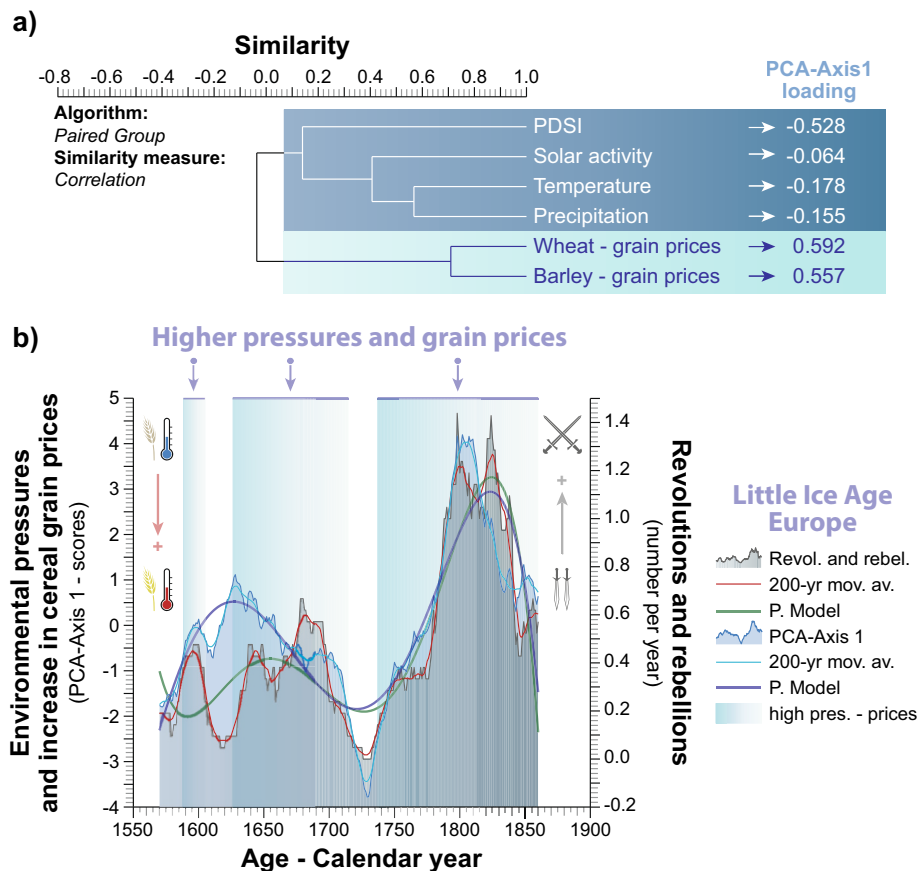 a)
Similarity
-0.8 -0.6 -0.4 -0.2 0.0 0.2 0.4 0.6 0.8 1.0
PCA-Axis1
loading
Algorithm:
Paired Group
Similarity measure:
Correlation
PDSI -0.528
Solar activity -0.064
Temperature -0.178
Precipitation -0.155
Wheat - grain prices 0.592
Barley - grain prices 0.557
b)
Higher pressures and grain prices
Environmental pressures
and increase in cereal grain prices
(PCA-Axis 1 - scores)
5
4
3
2
1
0
-1
-2
-3
-4
+
+
1.4
1.2
1.0
0.8
0.6
0.4
0.2
0.0
-0.2
Revolutions and rebellions
(number per year)
1550 1600 1650 1700 1750 1800 1850 1900
Age - Calendar year
Little Ice Age
Europe
Revol. and rebel.
200-yr mov. av.
P. Model
PCA-Axis 1
200-yr mov. av.
P. Model
high pres. - prices